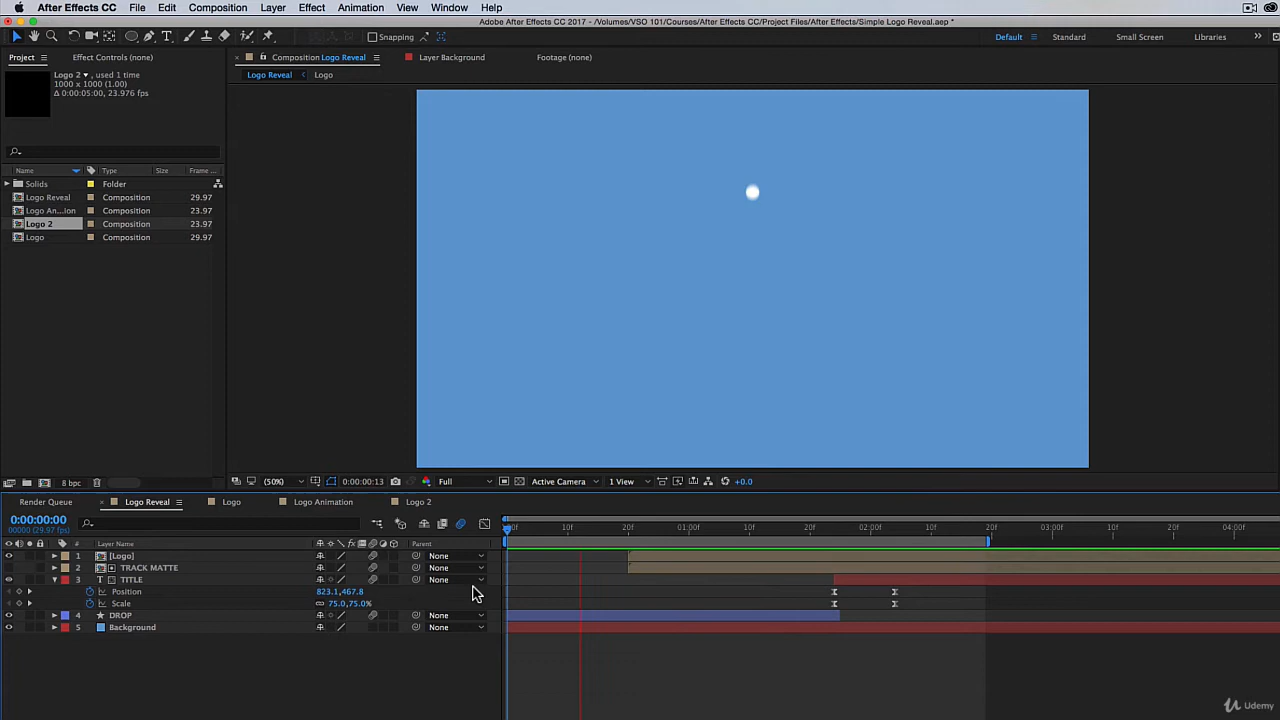 After Effects CC File Edit Composition Layer Effect Animation View Window Help
Adobe After Effects CC 2017 - /Volumes/VSO 101/Courses/Project Files/After Effects/Simple Logo Reveal.aep *
Snapping Default Standard Small Screen Libraries
Project Effect Controls (none) Composition Logo Reveal Layer Background Footage (none)
Logo 2 , used 1 time Logo Reveal Logo
1000 x 1000 (1.00)
Δ 0:00:05:00, 23.976 fps
Name Type Size Frame ...
Solids Folder
Logo Reveal Composition 29.97
Logo An...ion Composition 23.97
Logo 2 Composition 23.97
Logo Composition 29.97
8 bpc (50%) 0:00:00:13 Full Active Camera 1 View +0.0
Render Queue Logo Reveal Logo Logo Animation Logo 2
0:00:00:00
00000 (29.97 fps)
10f 20f 01:00f 10f 20f 02:00f 10f 20f 03:00f 10f 20f 04:00f
# Layer Name Parent
1 [Logo] None
2 TRACK MATTE None
3 T TITLE None
Position 823.1,467.8
Scale 75.0,75.0%
4 DROP None
5 Background None
Udemy